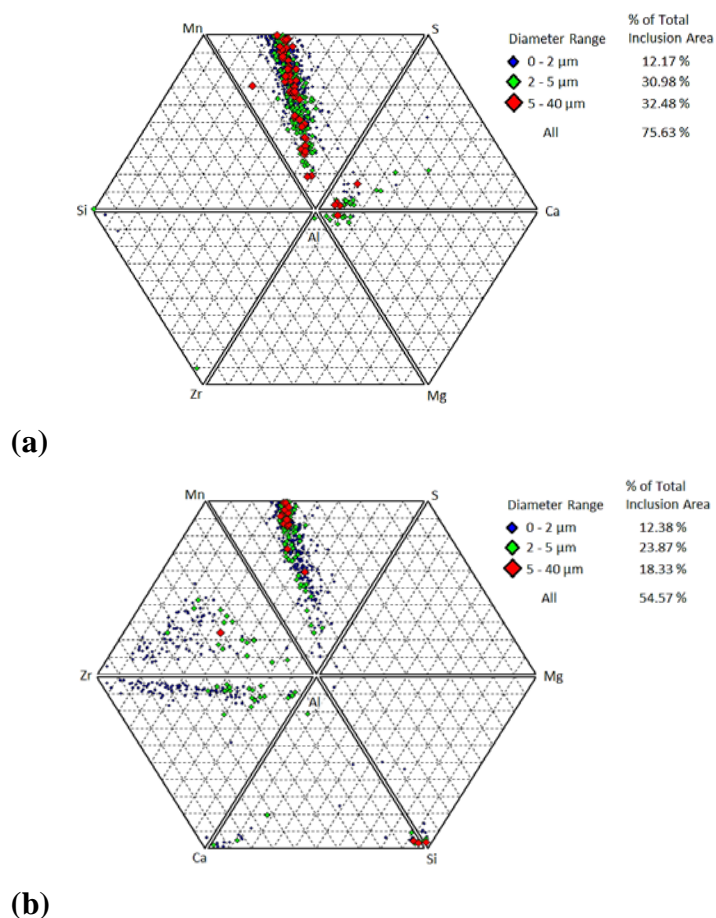 Mn S
Diameter Range % of Total Inclusion Area
0 - 2 µm 12.17 %
2 - 5 µm 30.98 %
5 - 40 µm 32.48 %
All 75.63 %
Si Ca
Al
Zr Mg
(a)
Mn S
Diameter Range % of Total Inclusion Area
0 - 2 µm 12.38 %
2 - 5 µm 23.87 %
5 - 40 µm 18.33 %
All 54.57 %
Zr Mg
Al
Ca Si
(b)